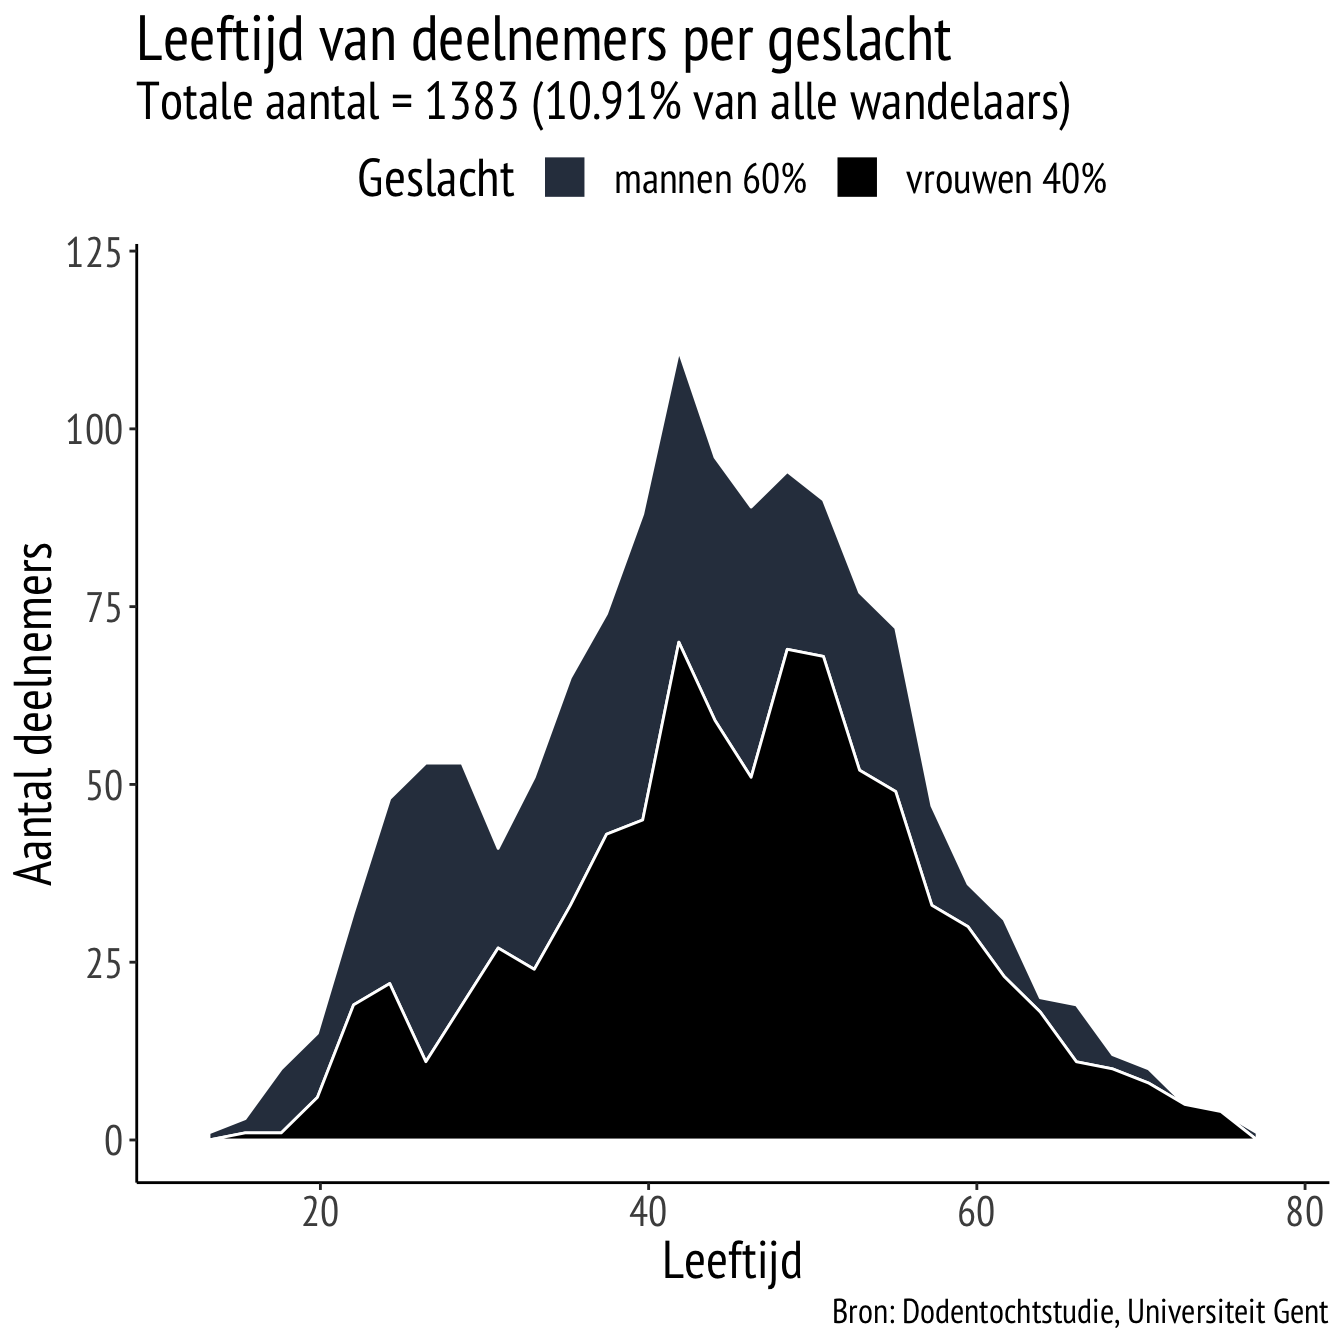 Leeftijd van deelnemers per geslacht
Totale aantal = 1383 (10.91% van alle wandelaars)
Geslacht mannen 60% vrouwen 40%
125
100
75
50
25
0
Aantal deelnemers
20 40 60 80
Leeftijd
Bron: Dodentochtstudie, Universiteit Gent